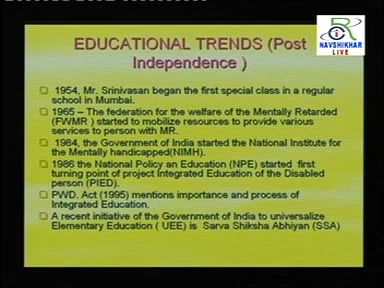 NAVSHIKHAR
LIVE
EDUCATIONAL TRENDS (Post
Independence )
1954, Mr. Srinivasan began the first special class in a regular
school in Mumbai.
1965 – The federation for the welfare of the Mentally Retarded
(FWMR ) started to mobilize resources to provide various
services to person with MR.
1984, the Government of India started the National Institute for
the Mentally handicapped(NIMH).
1986 the National Policy an Education (NPE) started first
turning point of project Integrated Education of the Disabled
person (PIED).
PWD. Act (1995) mentions importance and process of
Integrated Education.
A recent initiative of the Government of India to universalize
Elementary Education ( UEE) is Sarva Shiksha Abhiyan (SSA)